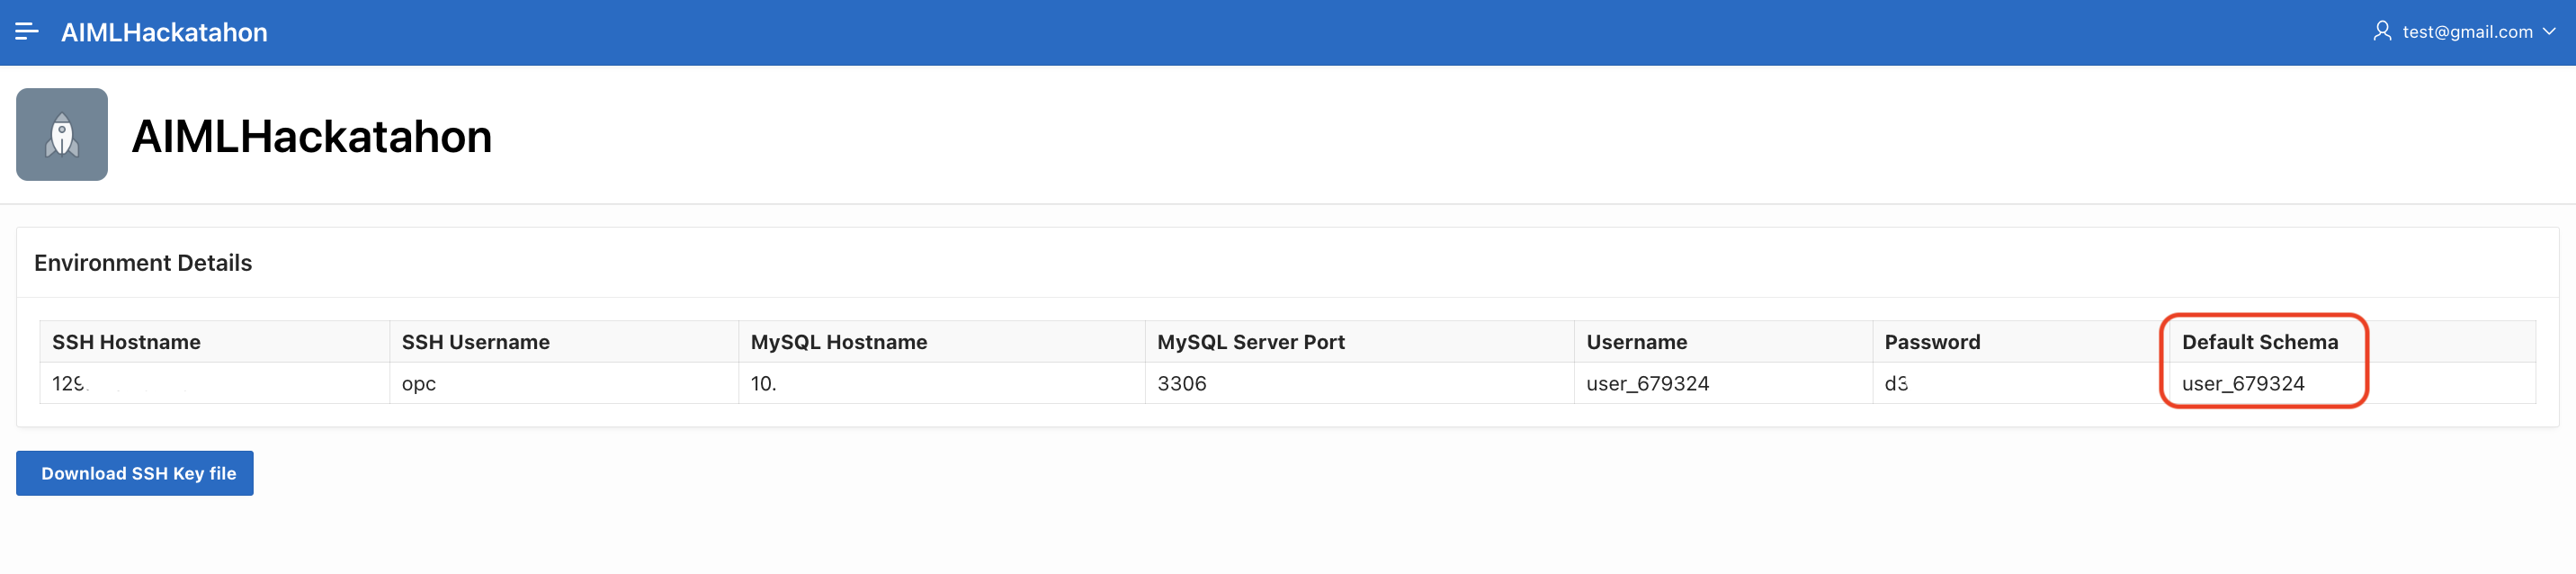 AIMLHackatahon
test@gmail.com
AIMLHackatahon
Environment Details
SSH Hostname SSH Username MySQL Hostname MySQL Server Port Username Password Default Schema
129. opc 10. 3306 user_679324 d3 user_679324
Download SSH Key file